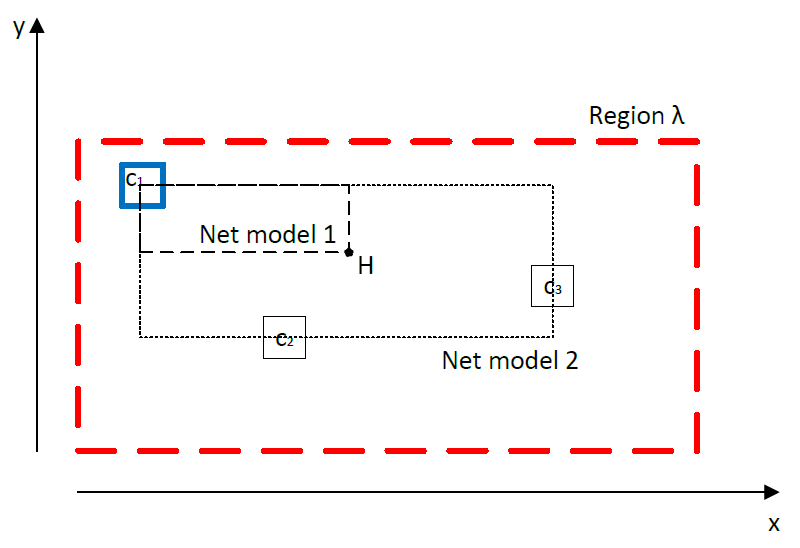 y
Region λ
c₁
Net model 1
H
c₃
c₂
Net model 2
x